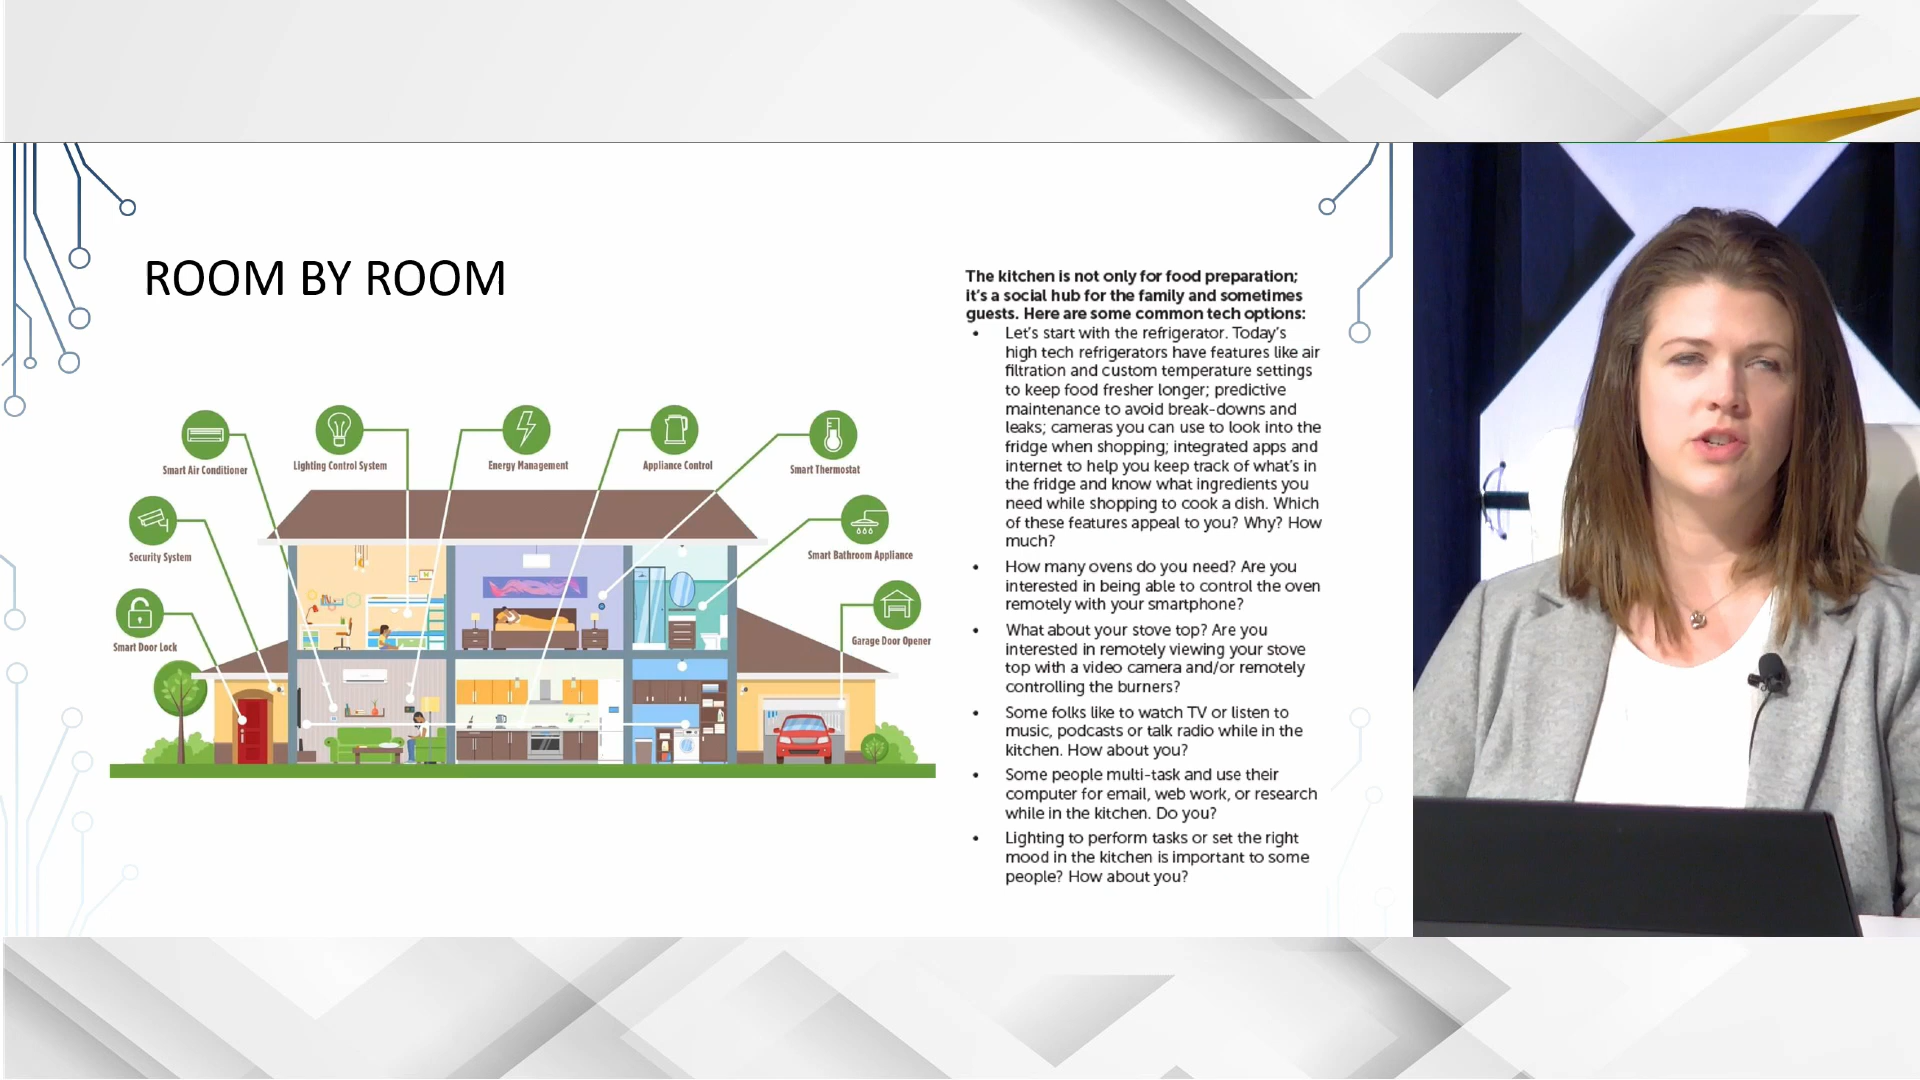 ROOM BY ROOM
Smart Air Conditioner
Lighting Control System
Energy Management
Appliance Control
Smart Thermostat
Security System
Smart Bathroom Appliance
Smart Door Lock
Garage Door Opener
The kitchen is not only for food preparation;
it's a social hub for the family and sometimes
guests. Here are some common tech options:
• Let's start with the refrigerator. Today's
high tech refrigerators have features like air
filtration and custom temperature settings
to keep food fresher longer; predictive
maintenance to avoid break-downs and
leaks; cameras you can use to look into the
fridge when shopping; integrated apps and
internet to help you keep track of what's in
the fridge and know what ingredients you
need while shopping to cook a dish. Which
of these features appeal to you? Why? How
much?
• How many ovens do you need? Are you
interested in being able to control the oven
remotely with your smartphone?
• What about your stove top? Are you
interested in remotely viewing your stove
top with a video camera and/or remotely
controlling the burners?
• Some folks like to watch TV or listen to
music, podcasts or talk radio while in the
kitchen. How about you?
• Some people multi-task and use their
computer for email, web work, or research
while in the kitchen. Do you?
• Lighting to perform tasks or set the right
mood in the kitchen is important to some
people? How about you?